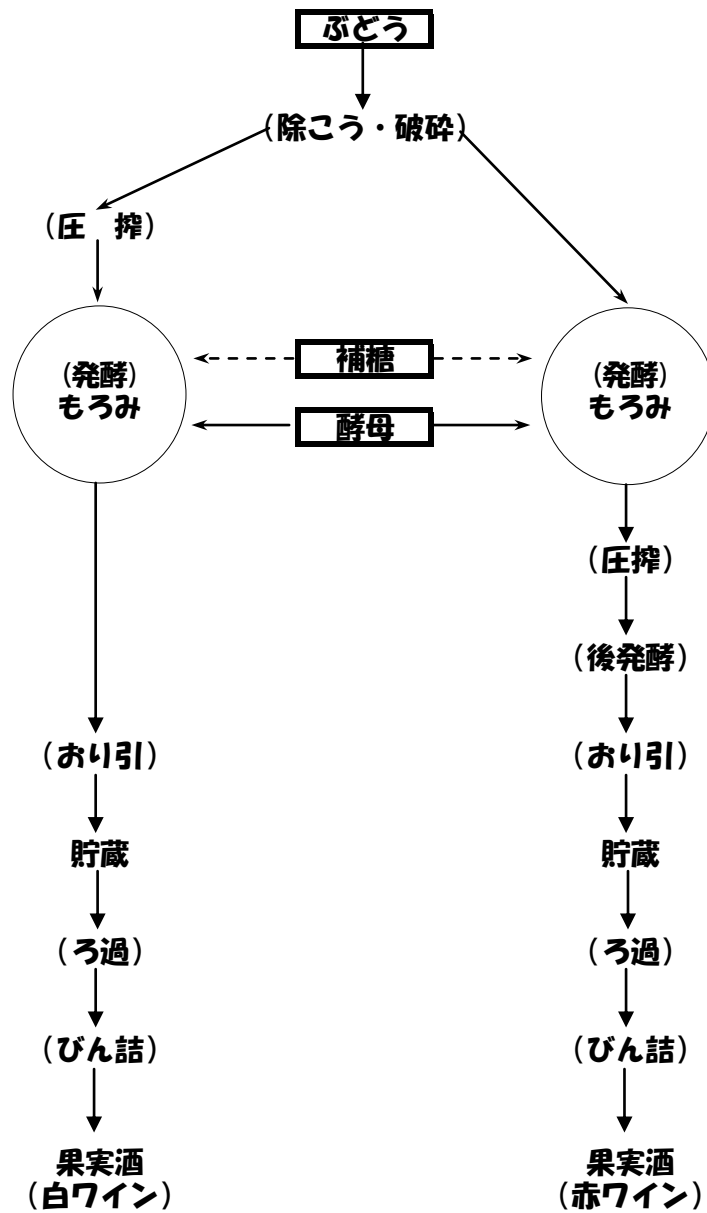 ぶどう
(除こう・破砕)
(圧　搾)
(発酵)
もろみ
補糖
酵母
(発酵)
もろみ
(圧搾)
(後発酵)
(おり引)
(おり引)
貯蔵
貯蔵
(ろ過)
(ろ過)
(びん詰)
(びん詰)
果実酒
(白ワイン)
果実酒
(赤ワイン)